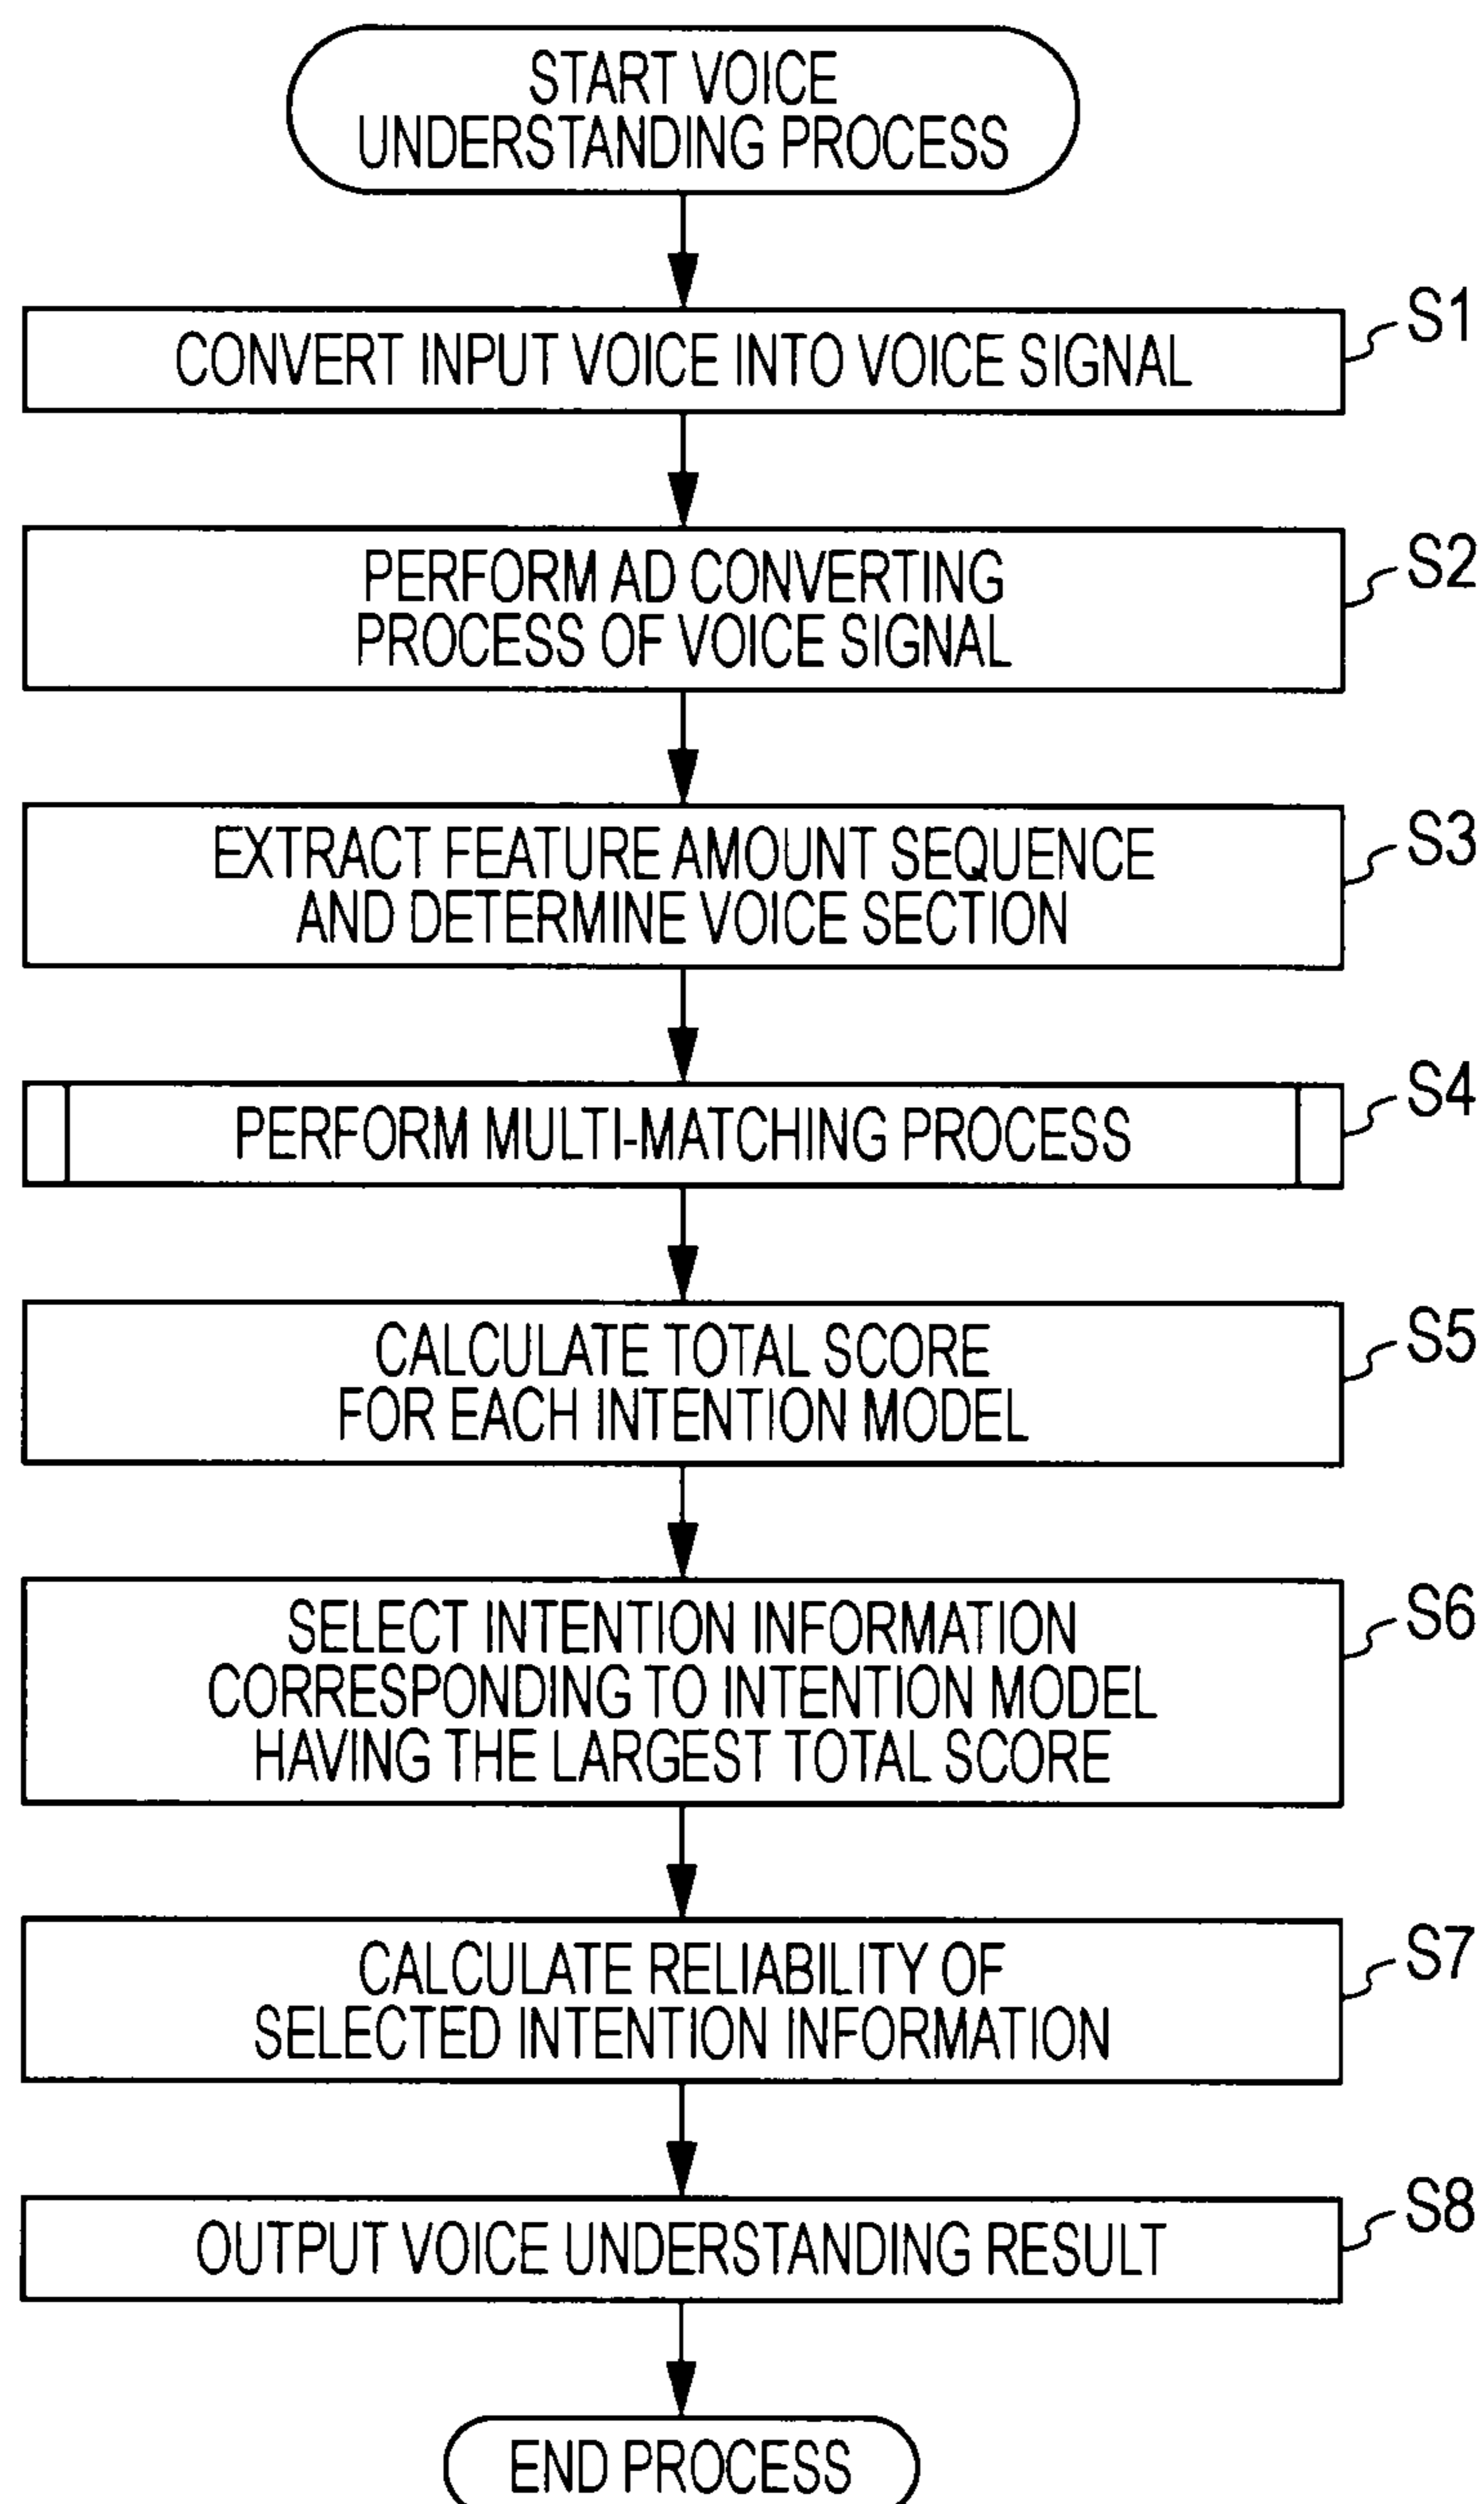 START VOICE
UNDERSTANDING PROCESS
CONVERT INPUT VOICE INTO VOICE SIGNAL
S1
PERFORM AD CONVERTING
PROCESS OF VOICE SIGNAL
S2
EXTRACT FEATURE AMOUNT SEQUENCE
AND DETERMINE VOICE SECTION
S3
PERFORM MULTI-MATCHING PROCESS
S4
CALCULATE TOTAL SCORE
FOR EACH INTENTION MODEL
S5
SELECT INTENTION INFORMATION
CORRESPONDING TO INTENTION MODEL
HAVING THE LARGEST TOTAL SCORE
S6
CALCULATE RELIABILITY OF
SELECTED INTENTION INFORMATION
S7
OUTPUT VOICE UNDERSTANDING RESULT
S8
END PROCESS